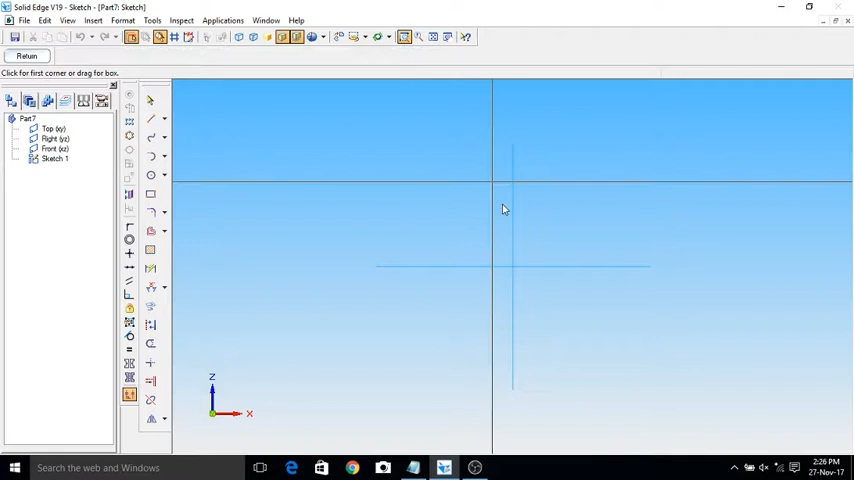 Solid Edge V19 - Sketch - [Part7: Sketch]
File Edit View Insert Format Tools Inspect Applications Window Help
Return
Click for first corner or drag for box.
Part7
Top (xy)
Right (yz)
Front (xz)
Sketch 1
Z
X
Search the web and Windows
2:26 PM
27-Nov-17